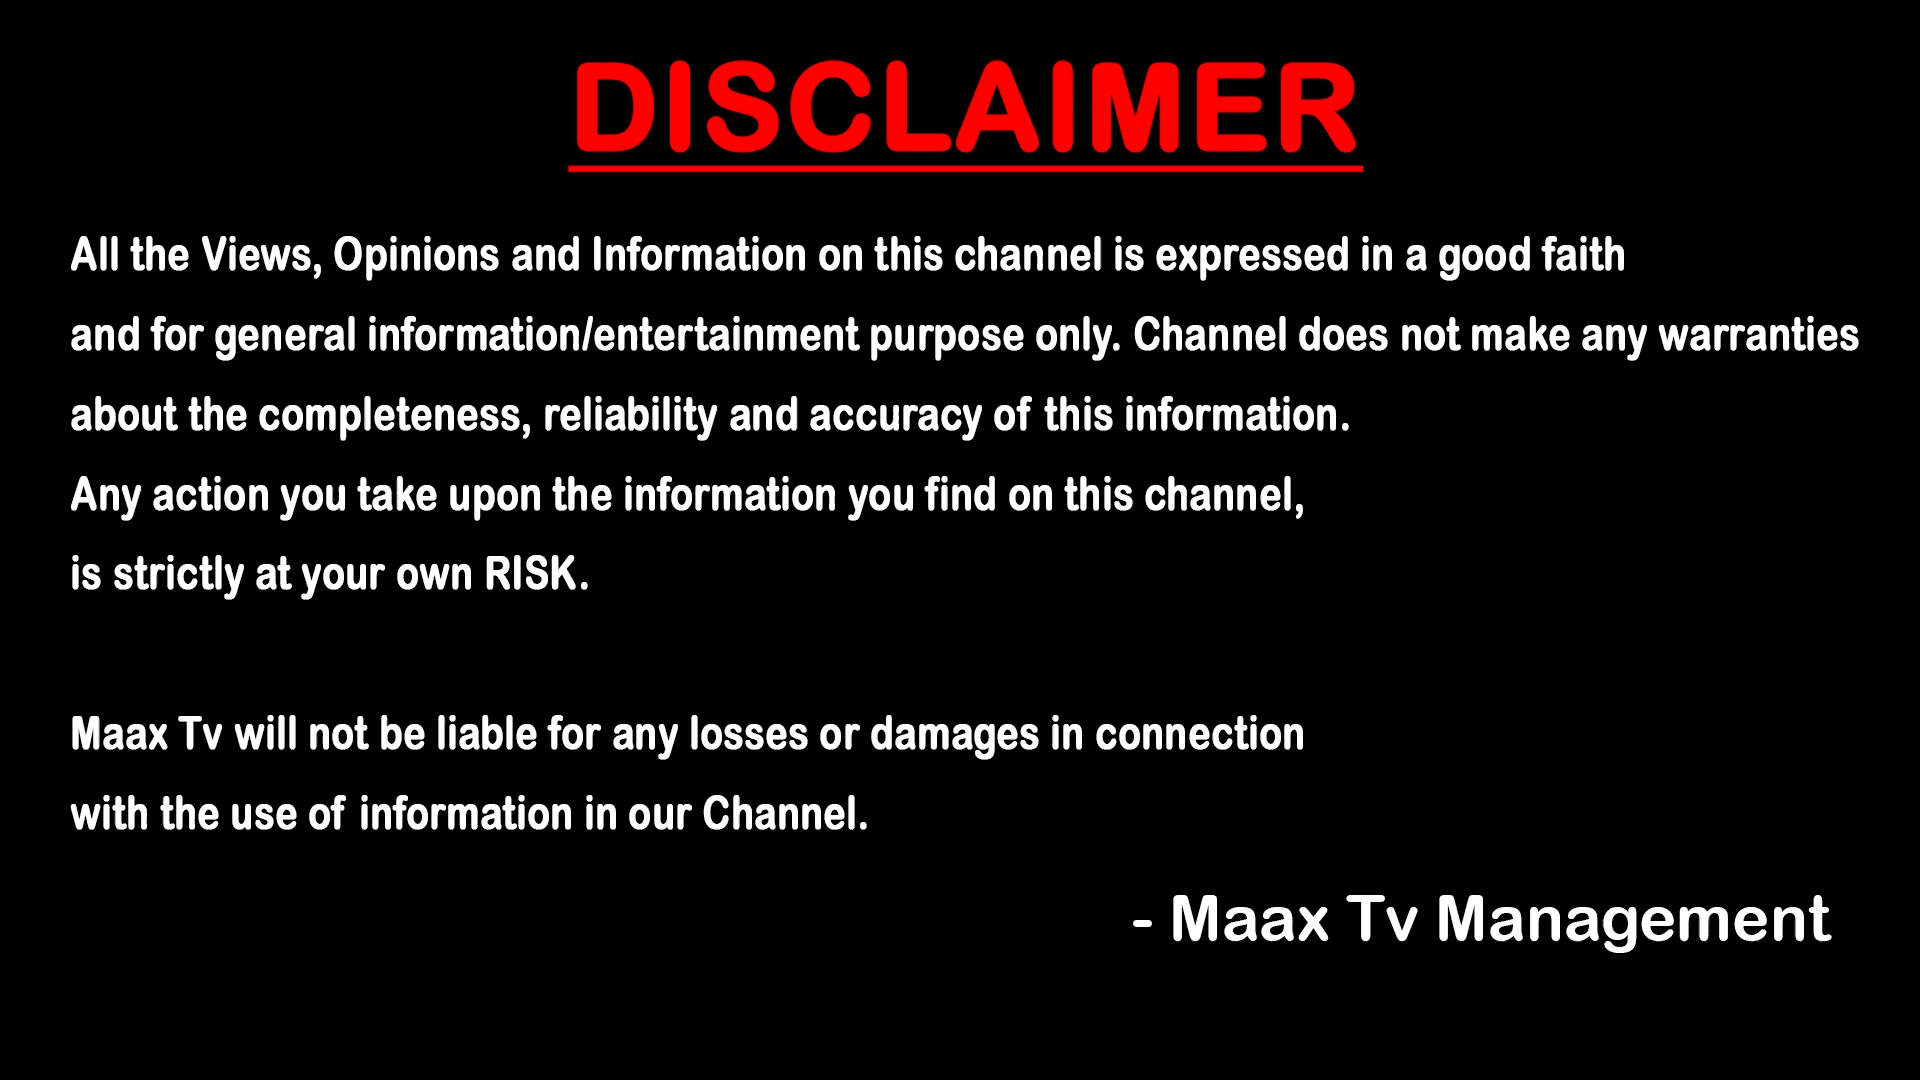 DISCLAIMER
All the Views, Opinions and Information on this channel is expressed in a good faith
and for general information/entertainment purpose only. Channel does not make any warranties
about the completeness, reliability and accuracy of this information.
Any action you take upon the information you find on this channel,
is strictly at your own RISK.
Maax Tv will not be liable for any losses or damages in connection
with the use of information in our Channel.
- Maax Tv Management